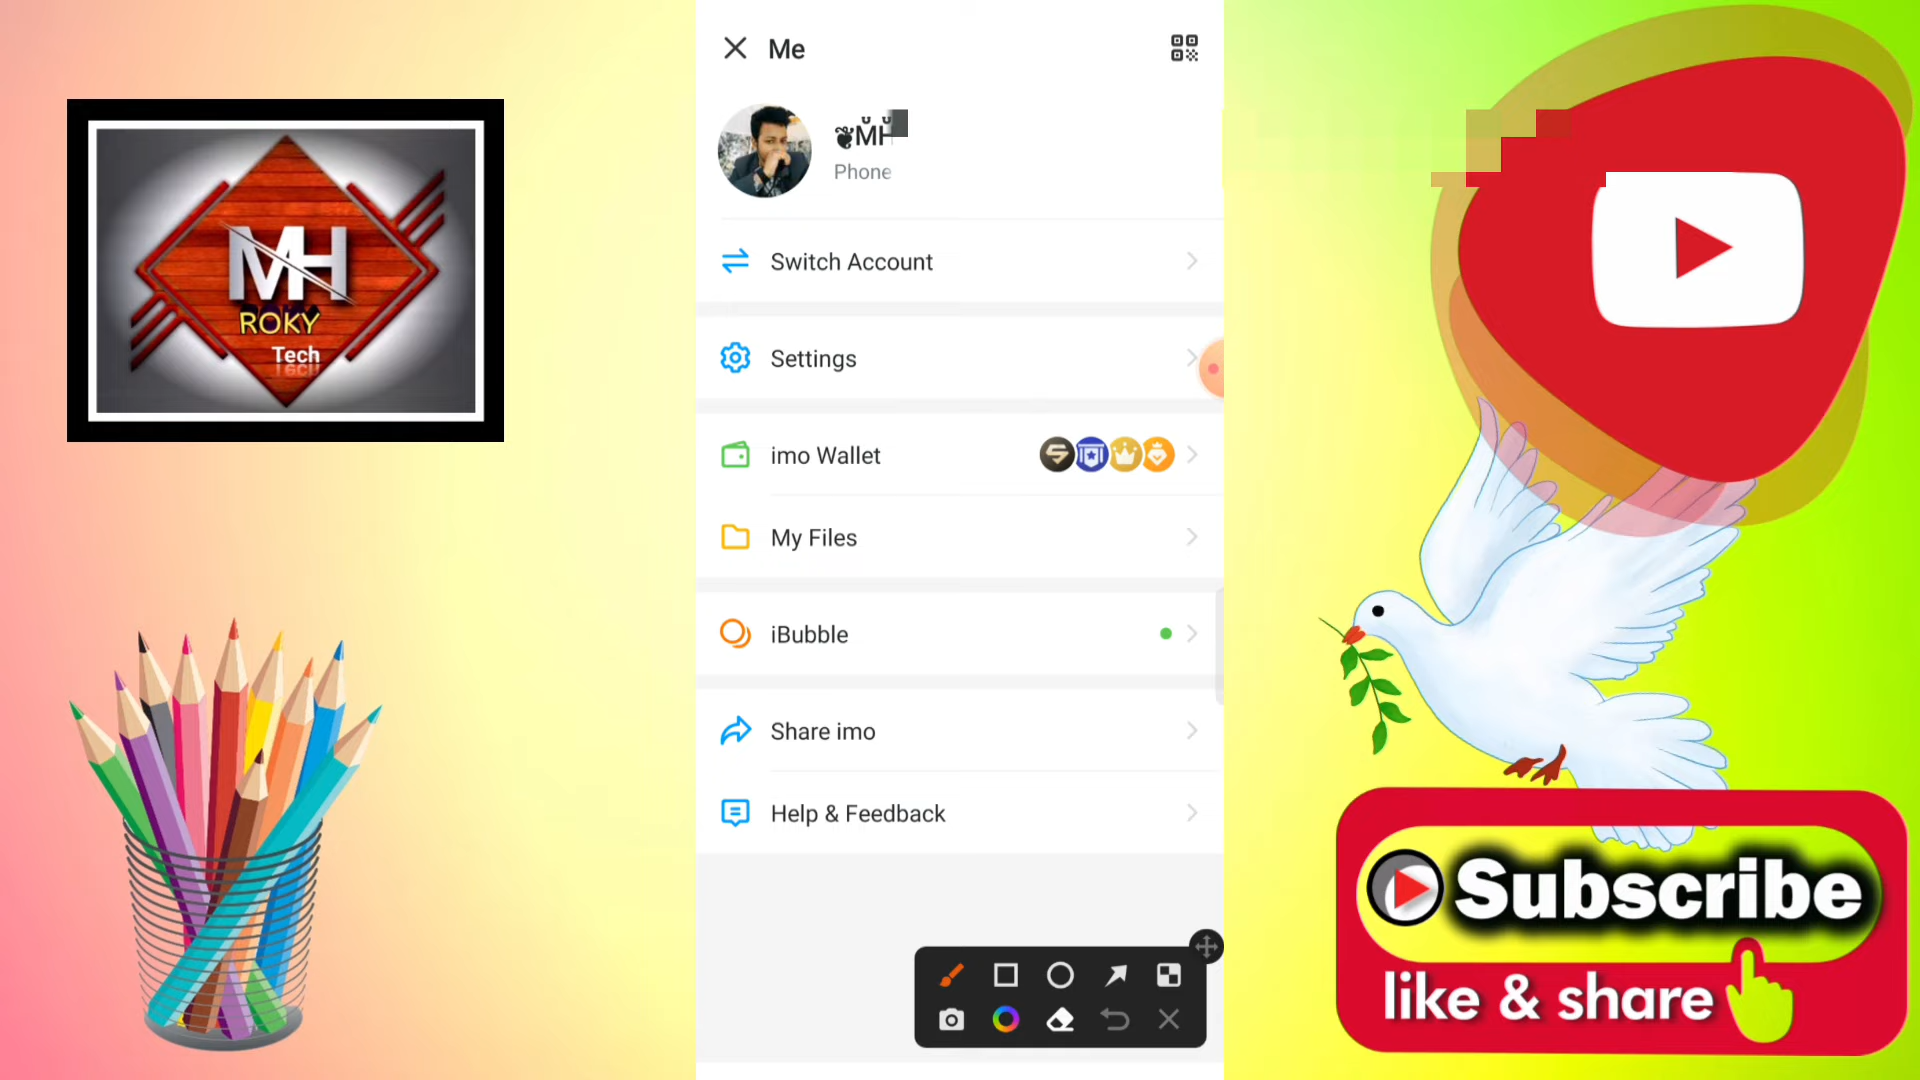 Me
Phone
Switch Account
Settings
imo Wallet
My Files
iBubble
Share imo
Help & Feedback
MH
ROKY
Tech
Subscribe
like & share